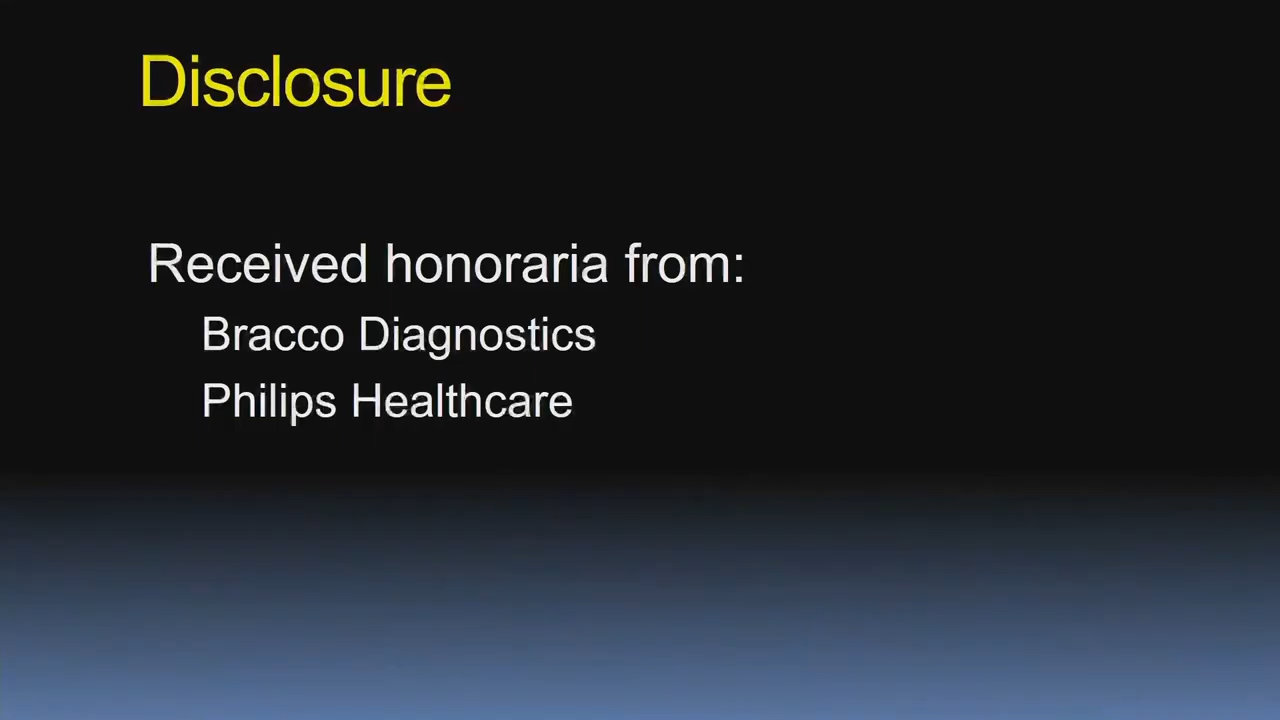 Disclosure
Received honoraria from:
Bracco Diagnostics
Philips Healthcare